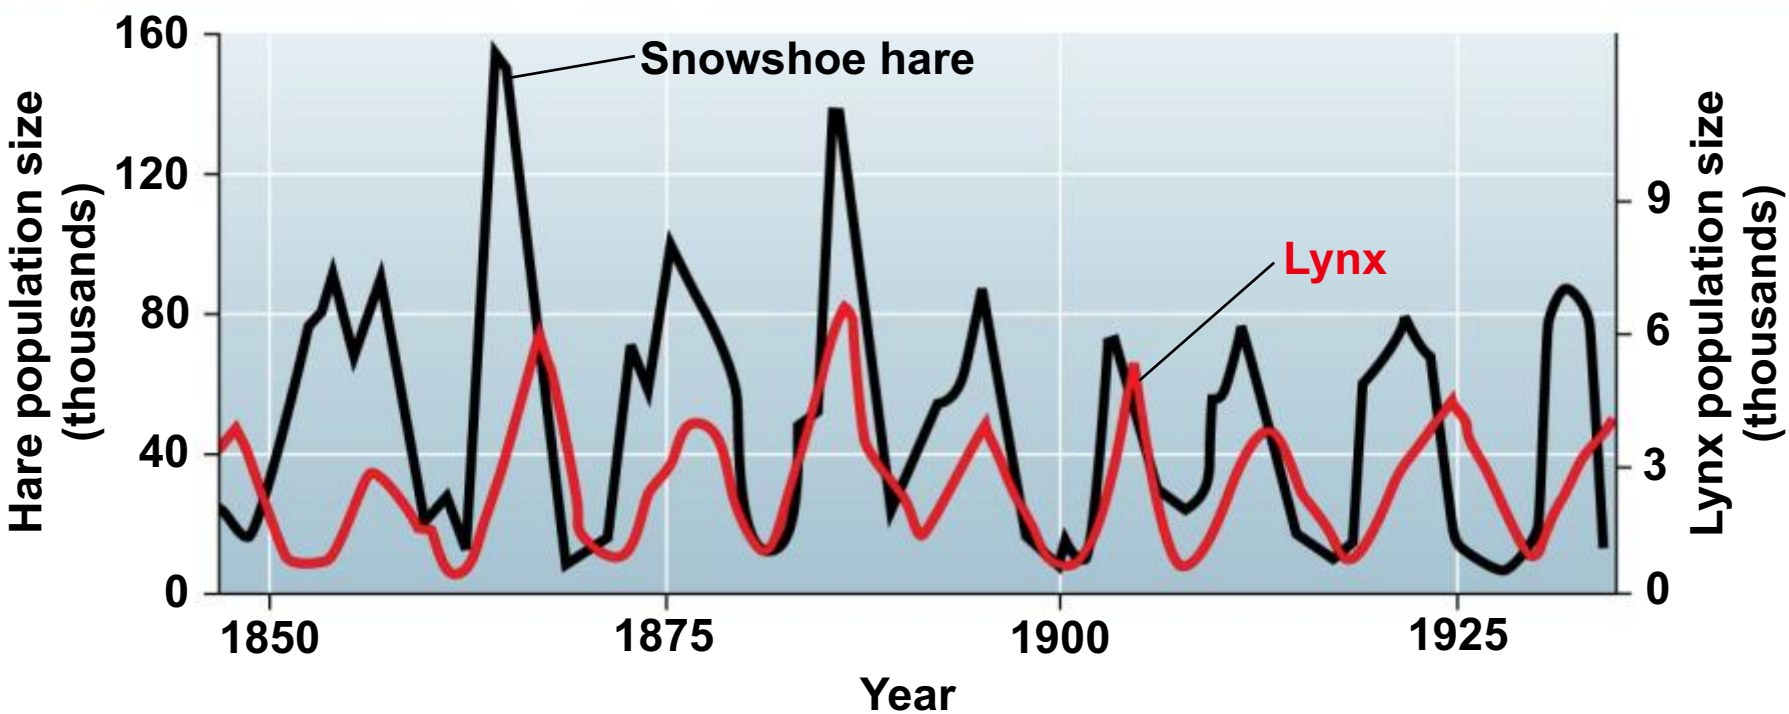 160
120
80
40
0
Hare population size
(thousands)
Snowshoe hare
Lynx
9
6
3
0
Lynx population size
(thousands)
1850
1875
1900
1925
Year